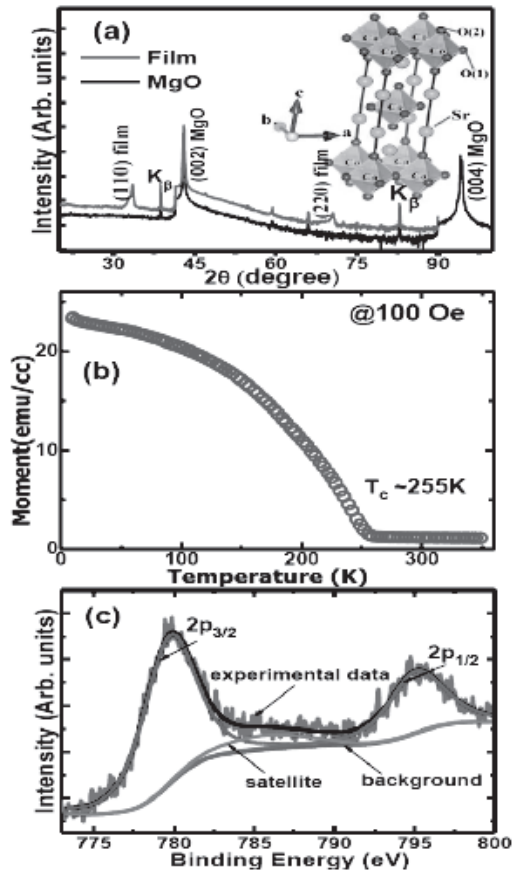 (a)
Film
MgO
O(2)
O(1)
Co
Sr
c
b
a
(110) film
Kβ
(002) MgO
(220) film
Kβ
(004) MgO
Intensity (Arb. units)
30 45 60 75 90
2θ (degree)
@100 Oe
(b)
Tc ~255K
Moment(emu/cc)
20
10
0
0 100 200 300
Temperature (K)
(c)
2p3/2
2p1/2
experimental data
satellite
background
Intensity (Arb. units)
775 780 785 790 795 800
Binding Energy (eV)